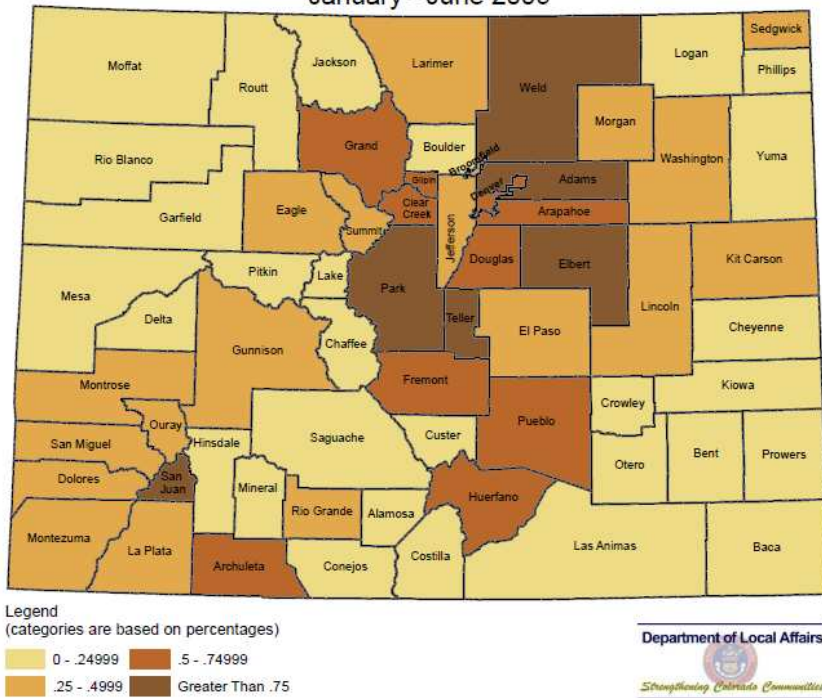 Moffat
Routt
Jackson
Larimer
Weld
Logan
Sedgwick
Phillips
Morgan
Rio Blanco
Grand
Boulder
Broomfield
Washington
Yuma
Garfield
Eagle
Summit
Gilpin
Clear
Creek
Jefferson
Denver
Adams
Arapahoe
Mesa
Pitkin
Lake
Park
Douglas
Elbert
Kit Carson
Delta
Gunnison
Chaffee
Teller
El Paso
Lincoln
Cheyenne
Montrose
Fremont
Kiowa
Ouray
Crowley
San Miguel
Hinsdale
Saguache
Custer
Pueblo
Otero
Bent
Prowers
Dolores
San
Juan
Mineral
Rio Grande
Alamosa
Huerfano
Montezuma
La Plata
Archuleta
Conejos
Costilla
Las Animas
Baca
Legend
(categories are based on percentages)
0 - .24999
.5 - .74999
.25 - .4999
Greater Than .75
Department of Local Affairs
Strengthening Colorado Communities